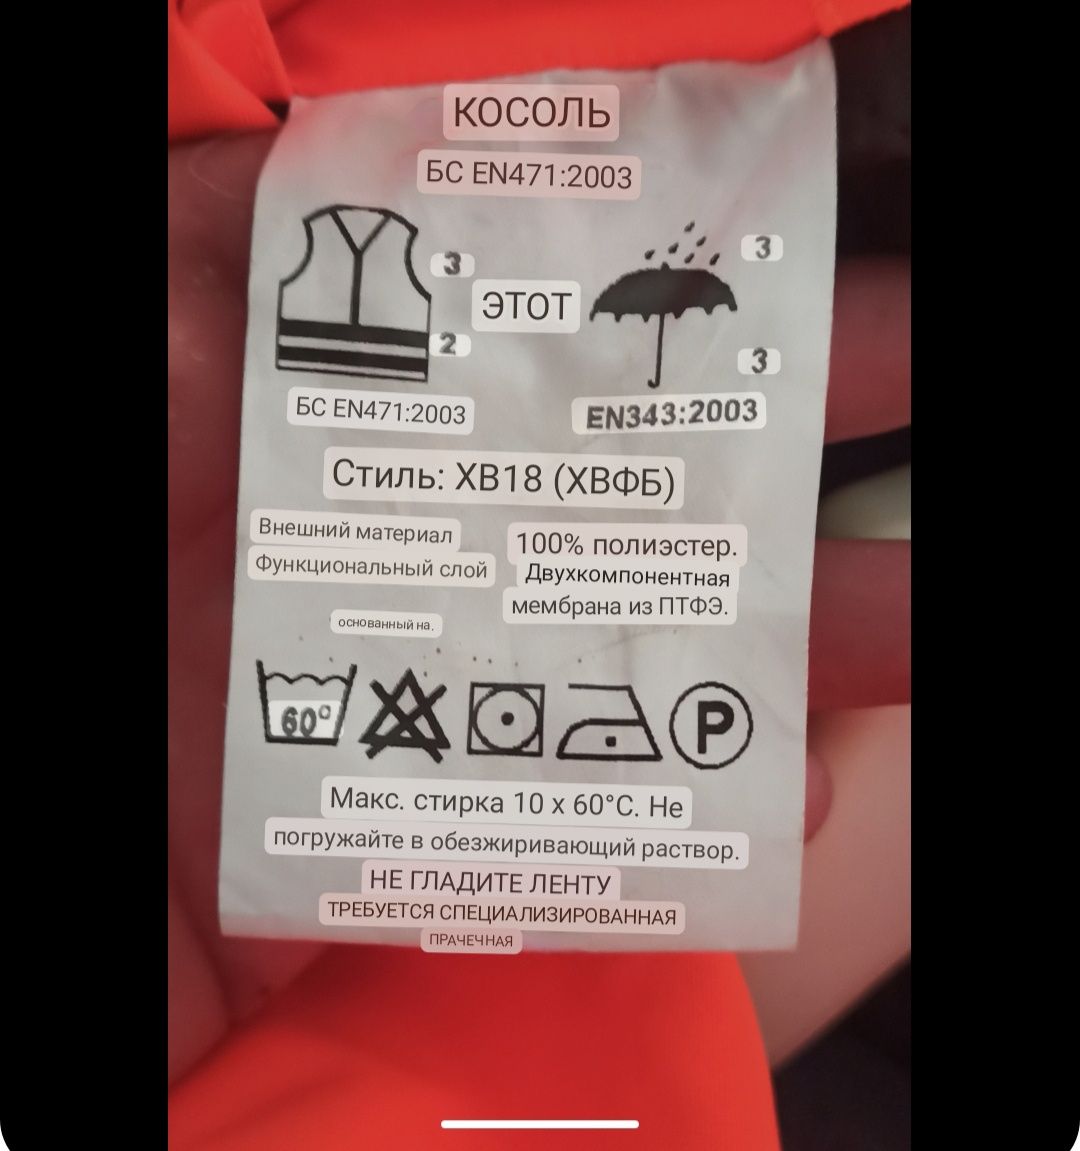 КОСОЛЬ
БС EN471:2003
3
3
ЭТОТ
2
3
БС EN471:2003
EN343:2003
Стиль: ХВ18 (ХВФБ)
Внешний материал
100% полиэстер.
Функциональный слой
Двухкомпонентная
мембрана из ПТФЭ.
основанный на.
60°
P
Макс. стирка 10 x 60°C. Не
погружайте в обезжиривающий раствор.
НЕ ГЛАДИТЕ ЛЕНТУ
ТРЕБУЕТСЯ СПЕЦИАЛИЗИРОВАННАЯ
ПРАЧЕЧНАЯ